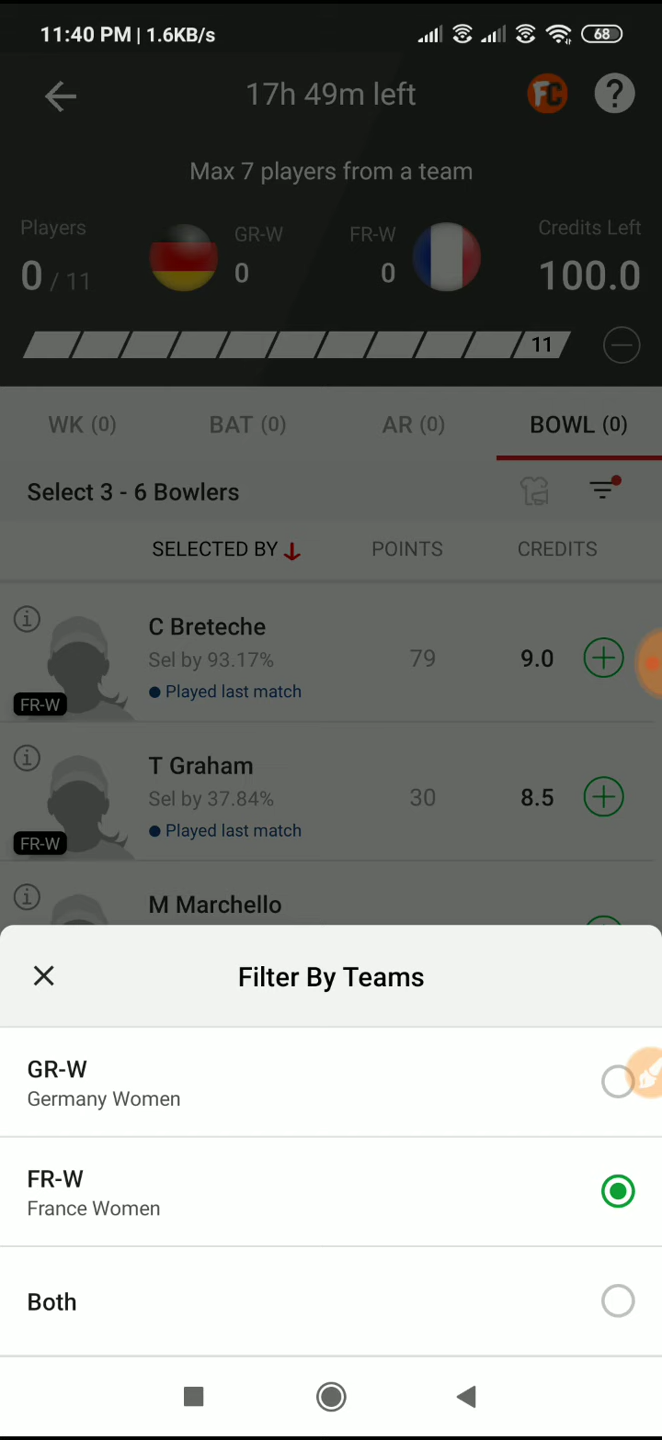 11:40 PM | 1.6KB/s
68
17h 49m left
FC
?
Max 7 players from a team
Players
GR-W
FR-W
Credits Left
0 / 11
0
0
100.0
11
WK (0)
BAT (0)
AR (0)
BOWL (0)
Select 3 - 6 Bowlers
SELECTED BY
POINTS
CREDITS
C Breteche
Sel by 93.17%
79
9.0
Played last match
FR-W
T Graham
Sel by 37.84%
30
8.5
Played last match
FR-W
M Marchello
Filter By Teams
GR-W
Germany Women
FR-W
France Women
Both